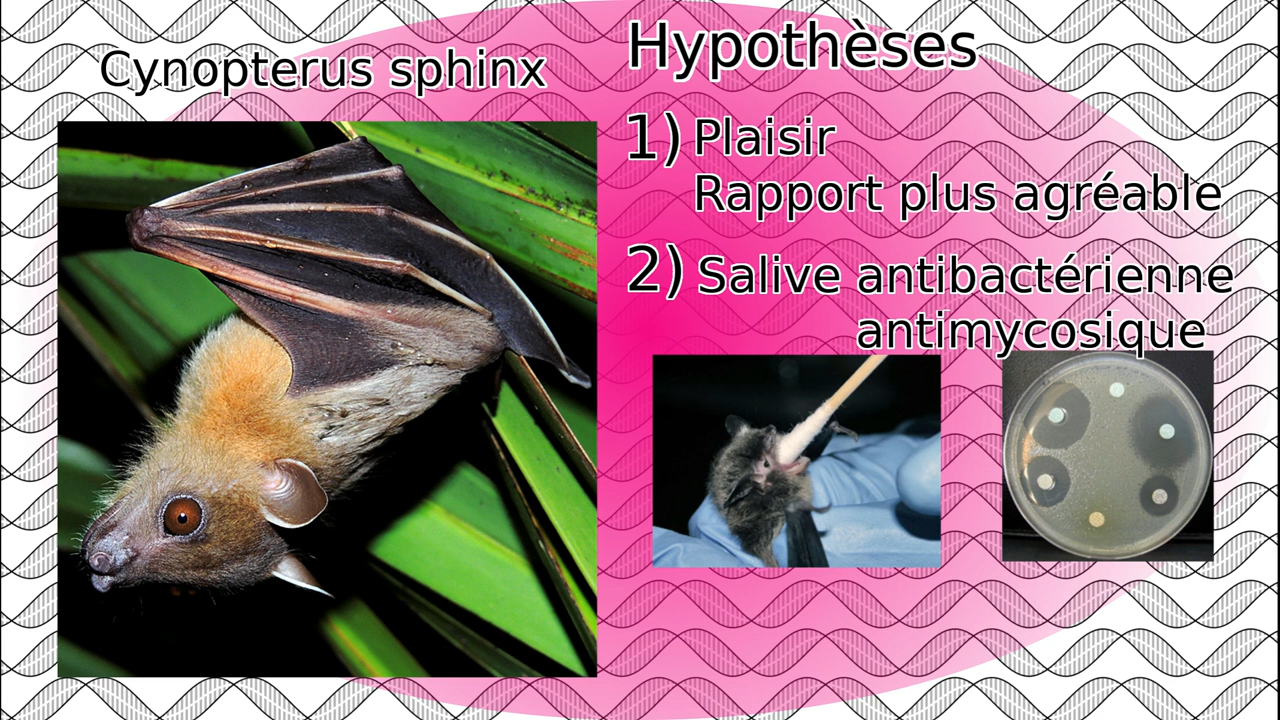 Cynopterus sphinx
Hypothèses
1) Plaisir
Rapport plus agréable
2) Salive antibactérienne
antimycosique